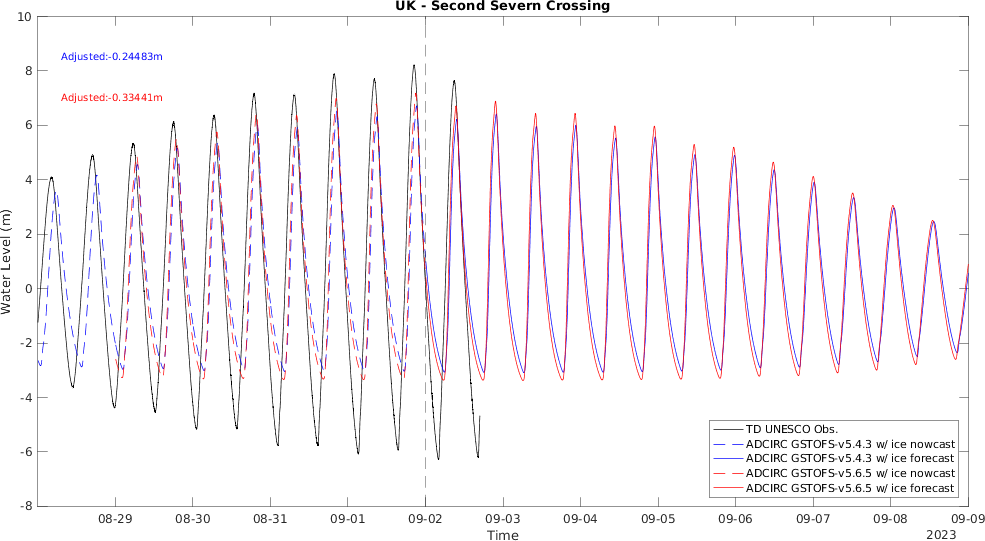 UK - Second Severn Crossing
10
8
6
4
2
0
-2
-4
-6
-8
Water Level (m)
Adjusted:-0.24483m
Adjusted:-0.33441m
TD UNESCO Obs.
ADCIRC GSTOFS-v5.4.3 w/ ice nowcast
ADCIRC GSTOFS-v5.4.3 w/ ice forecast
ADCIRC GSTOFS-v5.6.5 w/ ice nowcast
ADCIRC GSTOFS-v5.6.5 w/ ice forecast
08-29 08-30 08-31 09-01 09-02 09-03 09-04 09-05 09-06 09-07 09-08 09-09
Time
2023